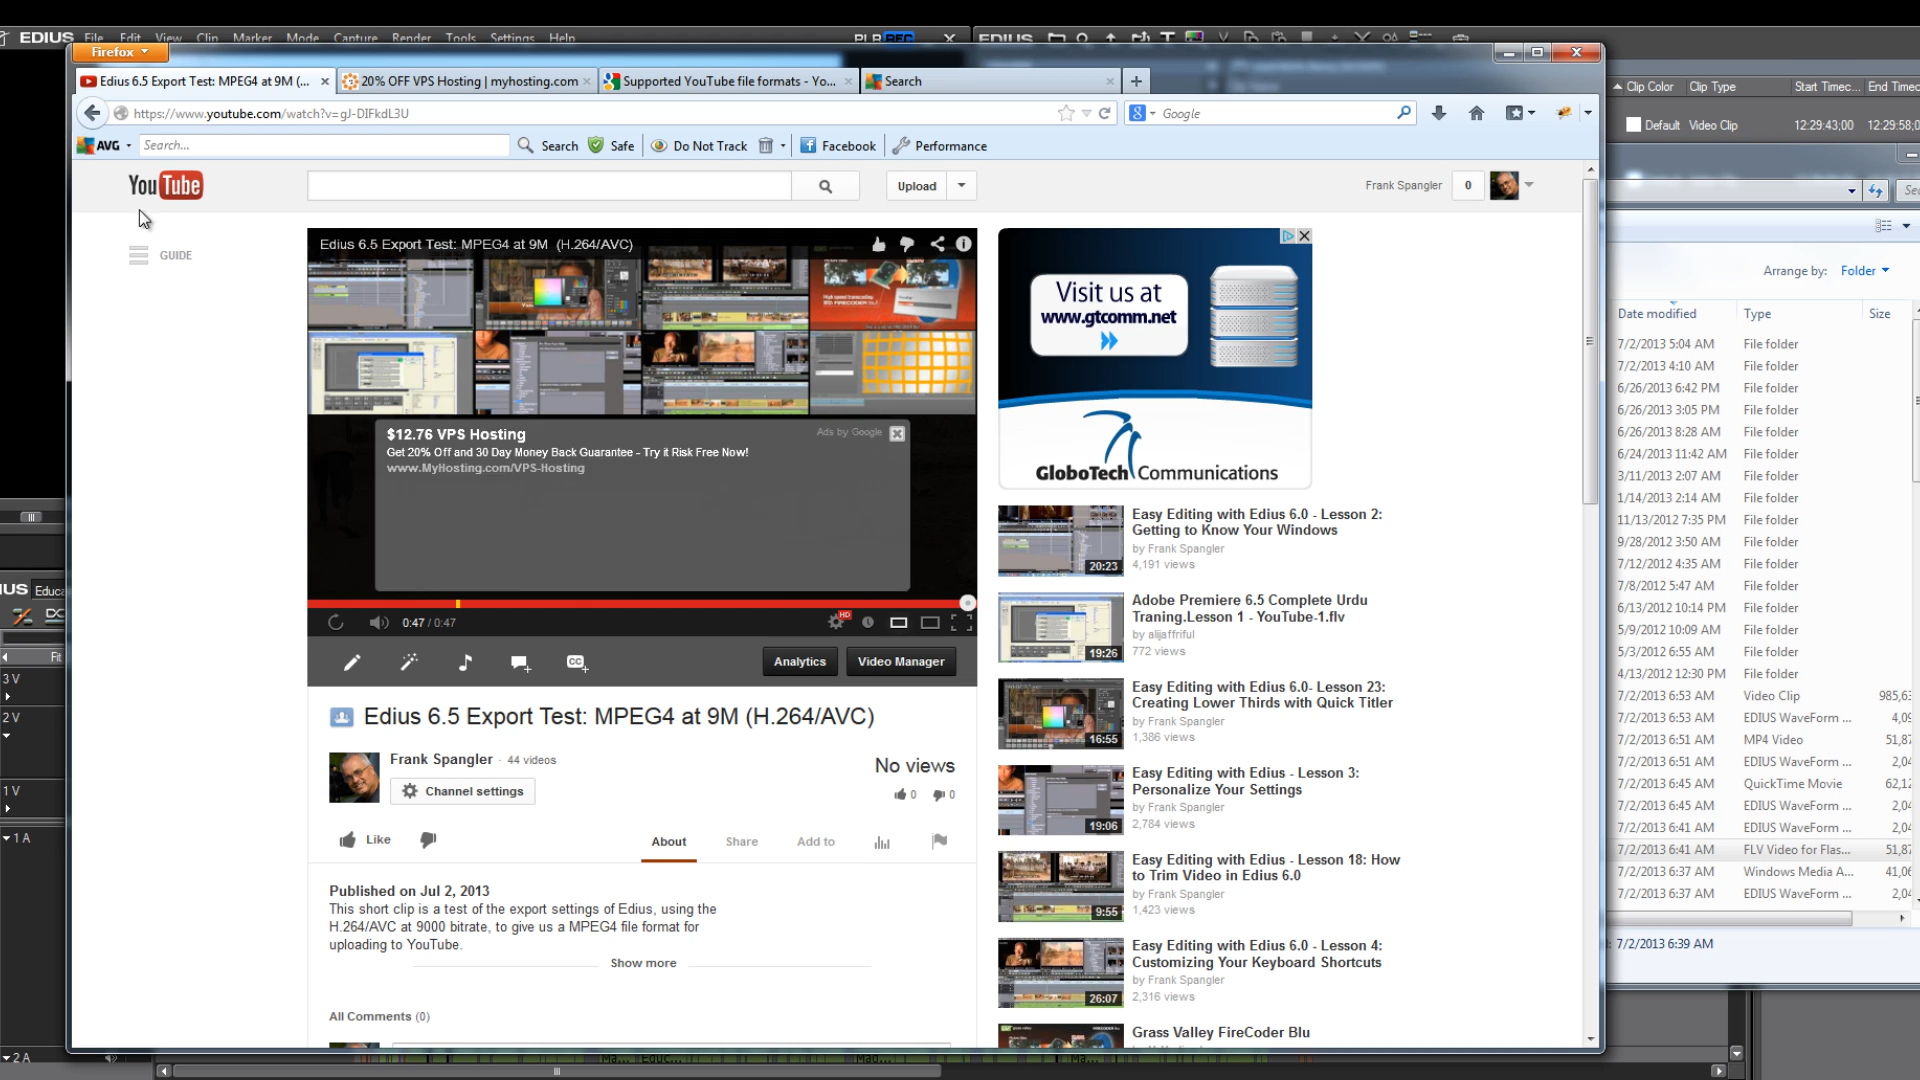 EDIUS File Edit View Clip Marker Mode Capture Render Tools Settings Help PLR REC EDIUS
Firefox
Edius 6.5 Export Test: MPEG4 at 9M (...
20% OFF VPS Hosting | myhosting.com
Supported YouTube file formats - Yo...
Search
https://www.youtube.com/watch?v=gJ-DIFkdL3U
Google
AVG Search... Search Safe Do Not Track Facebook Performance
YouTube
Upload
Frank Spangler 0
GUIDE
Edius 6.5 Export Test: MPEG4 at 9M (H.264/AVC)
$12.76 VPS Hosting
Ads by Google
Get 20% Off and 30 Day Money Back Guarantee - Try it Risk Free Now!
www.MyHosting.com/VPS-Hosting
0:47 / 0:47
HD
CC
Analytics
Video Manager
Edius 6.5 Export Test: MPEG4 at 9M (H.264/AVC)
Frank Spangler · 44 videos
Channel settings
No views
0 0
Like
About Share Add to
Published on Jul 2, 2013
This short clip is a test of the export settings of Edius, using the
H.264/AVC at 9000 bitrate, to give us a MPEG4 file format for
uploading to YouTube.
Show more
All Comments (0)
Visit us at
www.gtcomm.net
GloboTech Communications
Easy Editing with Edius 6.0 - Lesson 2:
Getting to Know Your Windows
by Frank Spangler
4,191 views
20:23
Adobe Premiere 6.5 Complete Urdu
Traning.Lesson 1 - YouTube-1.flv
by alijaffriful
772 views
19:26
Easy Editing with Edius 6.0- Lesson 23:
Creating Lower Thirds with Quick Titler
by Frank Spangler
1,386 views
16:55
Easy Editing with Edius - Lesson 3:
Personalize Your Settings
by Frank Spangler
2,784 views
19:06
Easy Editing with Edius - Lesson 18: How
to Trim Video in Edius 6.0
by Frank Spangler
1,423 views
9:55
Easy Editing with Edius 6.0 - Lesson 4:
Customizing Your Keyboard Shortcuts
by Frank Spangler
2,316 views
26:07
Grass Valley FireCoder Blu
Clip Color Clip Type Start Timec... End Timec
Default Video Clip 12:29:43;00 12:29:58;0
Arrange by: Folder
Date modified Type Size
7/2/2013 5:04 AM File folder
7/2/2013 4:10 AM File folder
6/26/2013 6:42 PM File folder
6/26/2013 3:05 PM File folder
6/26/2013 8:28 AM File folder
6/24/2013 11:42 AM File folder
3/11/2013 2:07 AM File folder
1/14/2013 2:14 AM File folder
11/13/2012 7:35 PM File folder
9/28/2012 3:50 AM File folder
7/12/2012 4:35 AM File folder
7/8/2012 5:47 AM File folder
6/13/2012 10:14 PM File folder
5/9/2012 10:09 AM File folder
5/3/2012 6:55 AM File folder
4/13/2012 12:30 PM File folder
7/2/2013 6:53 AM Video Clip 985,63
7/2/2013 6:53 AM EDIUS WaveForm ... 4,09
7/2/2013 6:51 AM MP4 Video 51,87
7/2/2013 6:51 AM EDIUS WaveForm ... 2,04
7/2/2013 6:45 AM QuickTime Movie 62,12
7/2/2013 6:45 AM EDIUS WaveForm ... 2,04
7/2/2013 6:41 AM EDIUS WaveForm ... 2,04
7/2/2013 6:41 AM FLV Video for Flas... 51,87
7/2/2013 6:37 AM Windows Media A... 41,06
7/2/2013 6:37 AM EDIUS WaveForm ... 2,04
7/2/2013 6:39 AM
IUS Educa
Fit
3 V
2 V
1 V
1 A
2 A